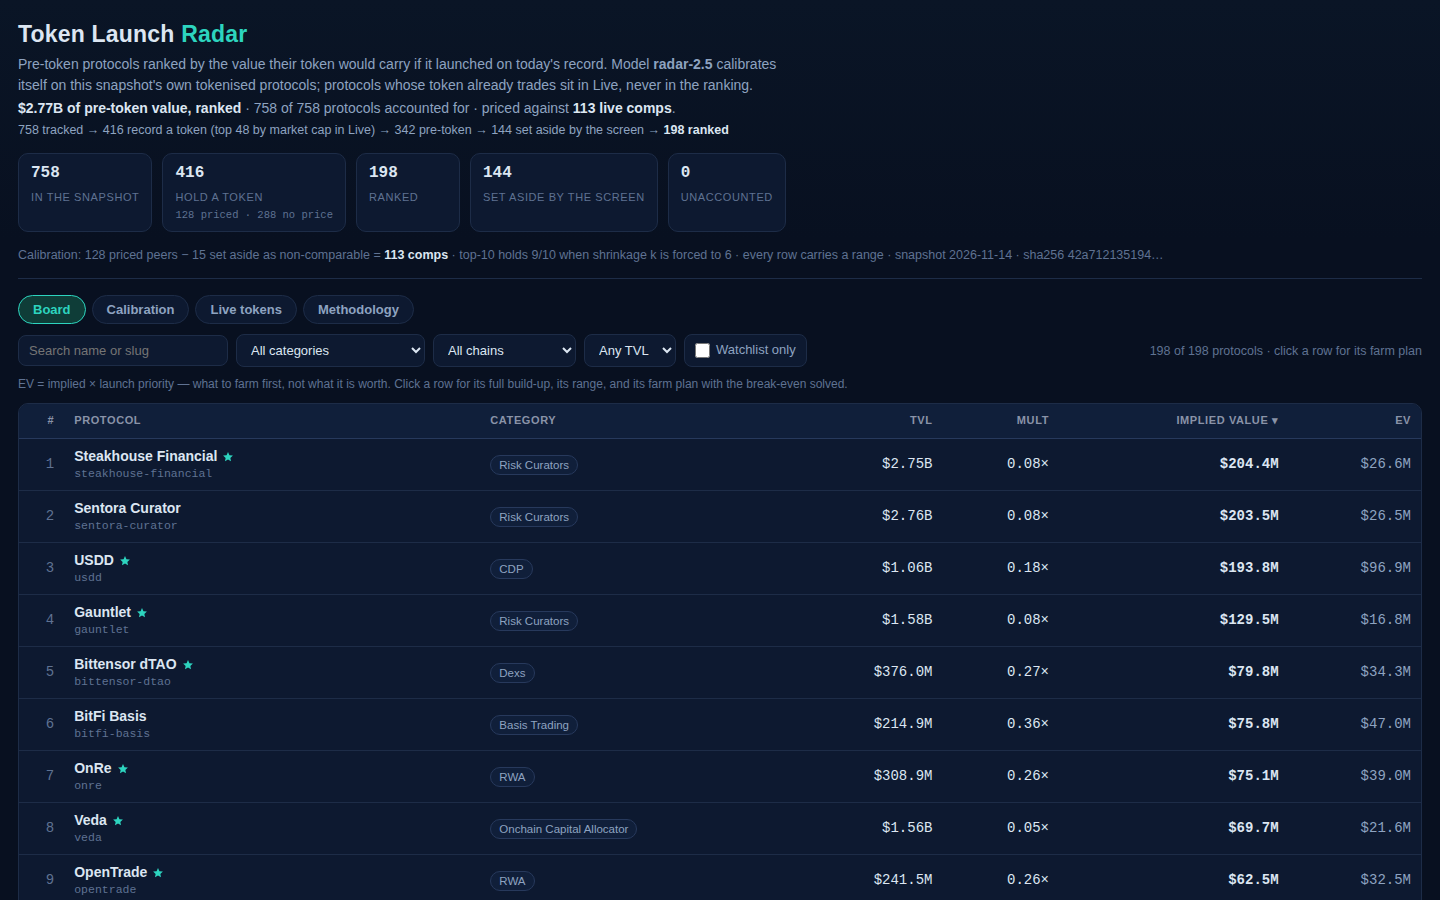 Token Launch Radar
Pre-token protocols ranked by the value their token would carry if it launched on today's record. Model radar-2.5 calibrates
itself on this snapshot's own tokenised protocols; protocols whose token already trades sit in Live, never in the ranking.
$2.77B of pre-token value, ranked · 758 of 758 protocols accounted for · priced against 113 live comps.
758 tracked → 416 record a token (top 48 by market cap in Live) → 342 pre-token → 144 set aside by the screen → 198 ranked
758
IN THE SNAPSHOT
416
HOLD A TOKEN
128 priced · 288 no price
198
RANKED
144
SET ASIDE BY THE SCREEN
0
UNACCOUNTED
Calibration: 128 priced peers − 15 set aside as non-comparable = 113 comps · top-10 holds 9/10 when shrinkage k is forced to 6 · every row carries a range · snapshot 2026-11-14 · sha256 42a712135194…
Board Calibration Live tokens Methodology
Search name or slug All categories All chains Any TVL Watchlist only 198 of 198 protocols · click a row for its farm plan
EV = implied × launch priority — what to farm first, not what it is worth. Click a row for its full build-up, its range, and its farm plan with the break-even solved.
# PROTOCOL CATEGORY TVL MULT IMPLIED VALUE ▾ EV
1 Steakhouse Financial ★ Risk Curators $2.75B 0.08× $204.4M $26.6M
steakhouse-financial
2 Sentora Curator Risk Curators $2.76B 0.08× $203.5M $26.5M
sentora-curator
3 USDD ★ CDP $1.06B 0.18× $193.8M $96.9M
usdd
4 Gauntlet ★ Risk Curators $1.58B 0.08× $129.5M $16.8M
gauntlet
5 Bittensor dTAO ★ Dexs $376.0M 0.27× $79.8M $34.3M
bittensor-dtao
6 BitFi Basis Basis Trading $214.9M 0.36× $75.8M $47.0M
bitfi-basis
7 OnRe ★ RWA $308.9M 0.26× $75.1M $39.0M
onre
8 Veda ★ Onchain Capital Allocator $1.56B 0.05× $69.7M $21.6M
veda
9 OpenTrade ★ RWA $241.5M 0.26× $62.5M $32.5M
opentrade